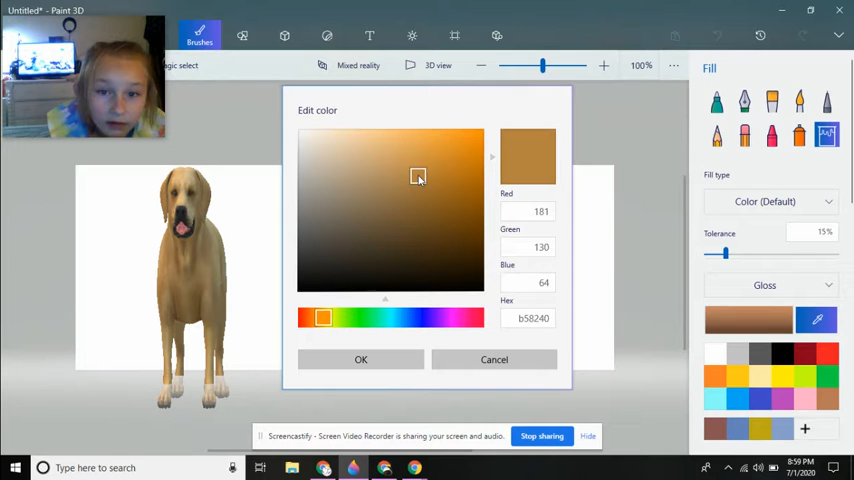 Untitled* - Paint 3D
Brushes
agic select
Mixed reality
3D view
100%
Fill
Edit color
Red
181
Green
130
Blue
64
Hex
b58240
OK
Cancel
Fill type
Color (Default)
Tolerance
15%
Gloss
Screencastify - Screen Video Recorder is sharing your screen and audio.
Stop sharing
Hide
Type here to search
8:59 PM
7/1/2020